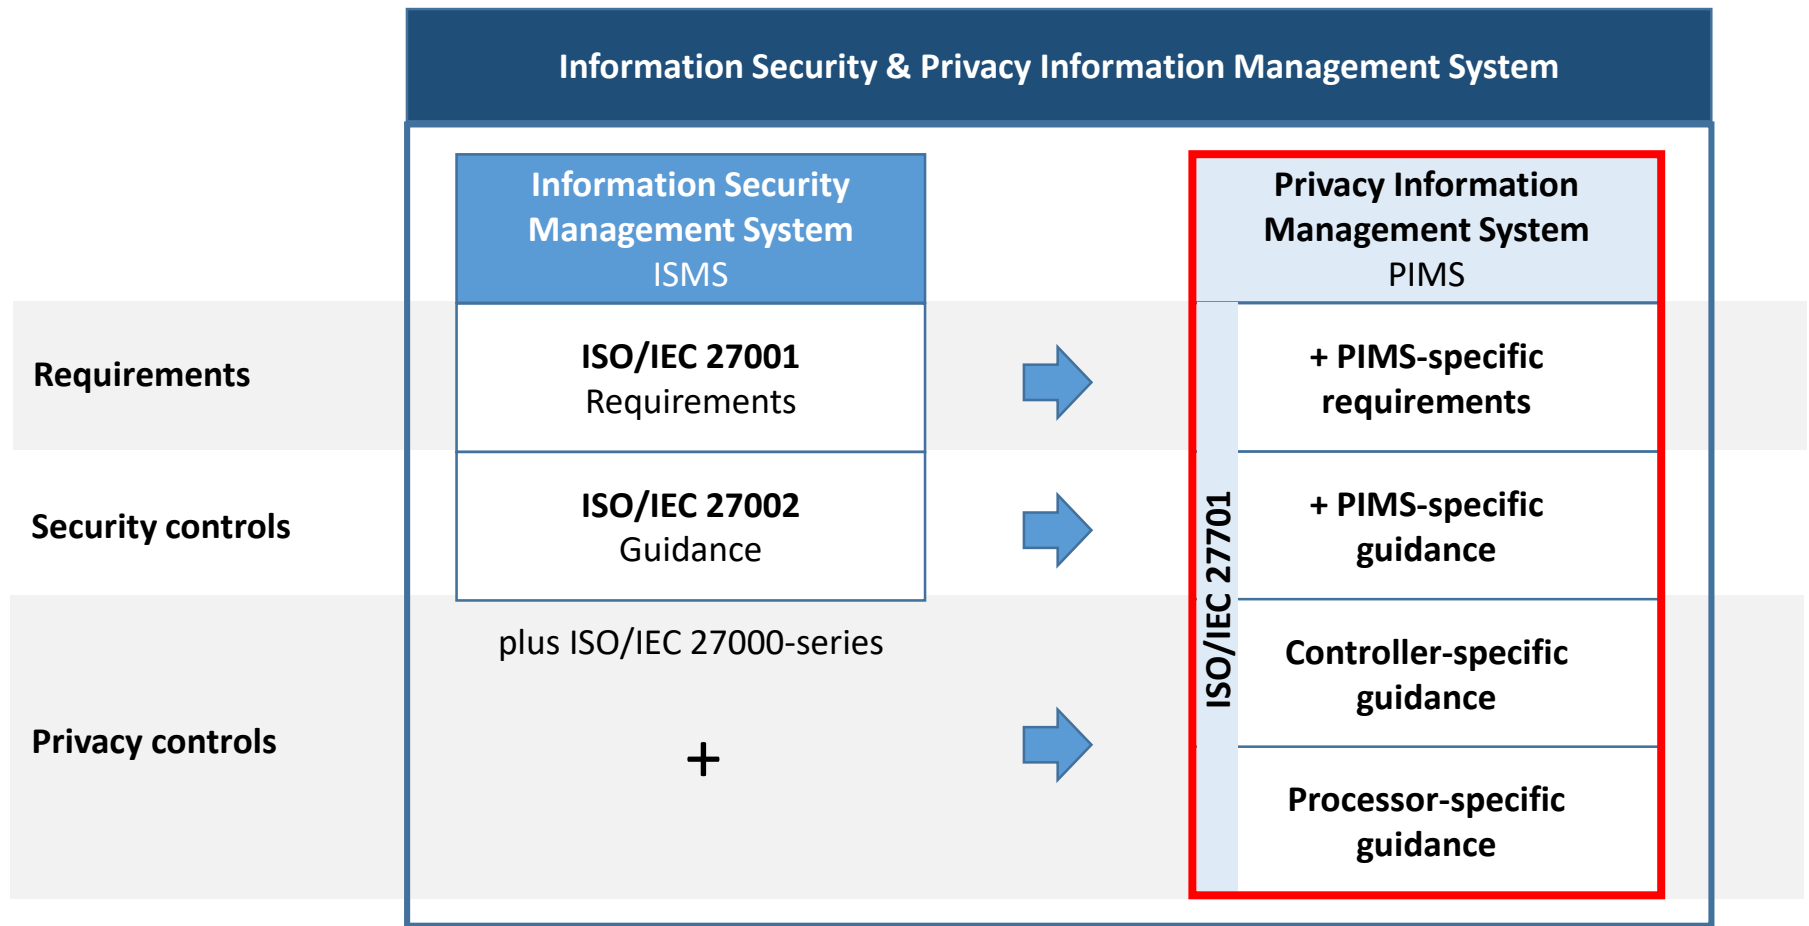 Information Security & Privacy Information Management System
Information Security
Management System
ISMS
Privacy Information
Management System
PIMS
Requirements
ISO/IEC 27001
Requirements
+ PIMS-specific
requirements
Security controls
ISO/IEC 27002
Guidance
+ PIMS-specific
guidance
ISO/IEC 27701
Privacy controls
plus ISO/IEC 27000-series
+
Controller-specific
guidance
Processor-specific
guidance